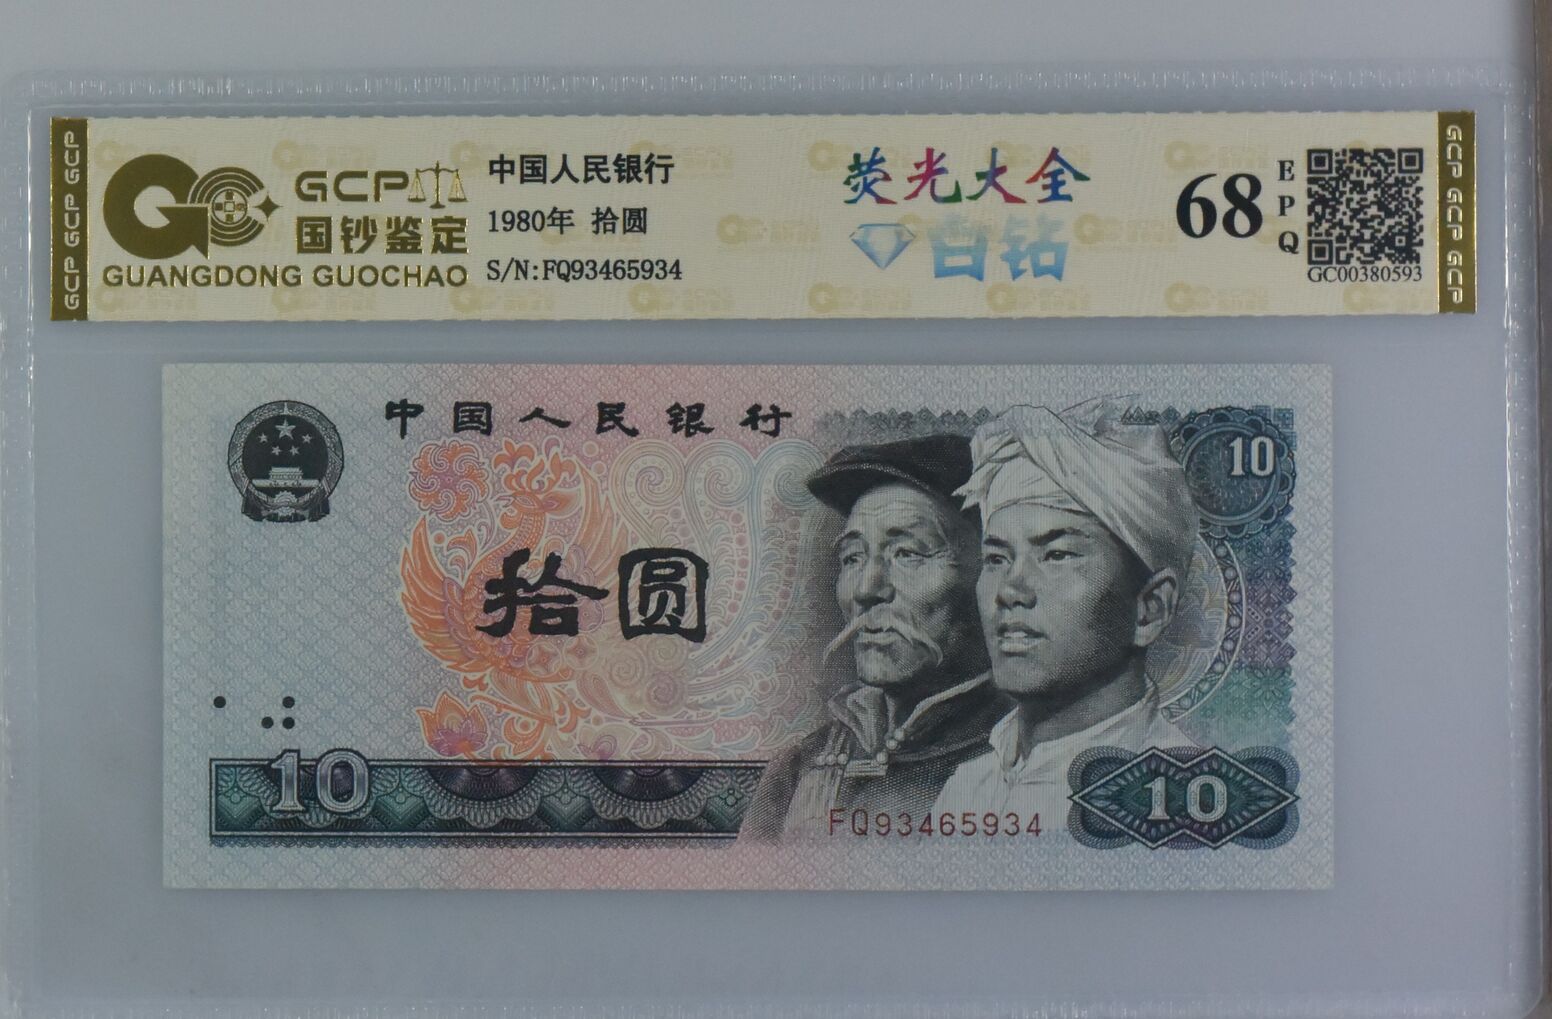 GCP GCP GCP
GCP
国钞鉴定
GUANGDONG GUOCHAO
中国人民银行
1980年 拾圆
S/N:FQ93465934
荧光大全
白钻
68
EPQ
GC00380593
GCP GCP GCP
中国人民银行
10
拾圆
10
FQ93465934
10